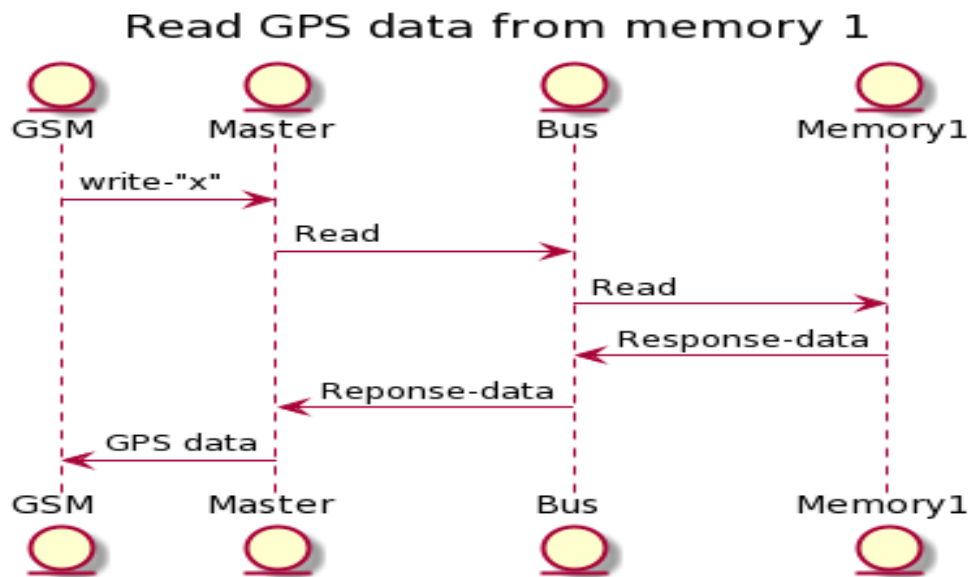 Read GPS data from memory 1
GSM Master Bus Memory1
write-"x"
Read
Read
Response-data
Reponse-data
GPS data
GSM Master Bus Memory1